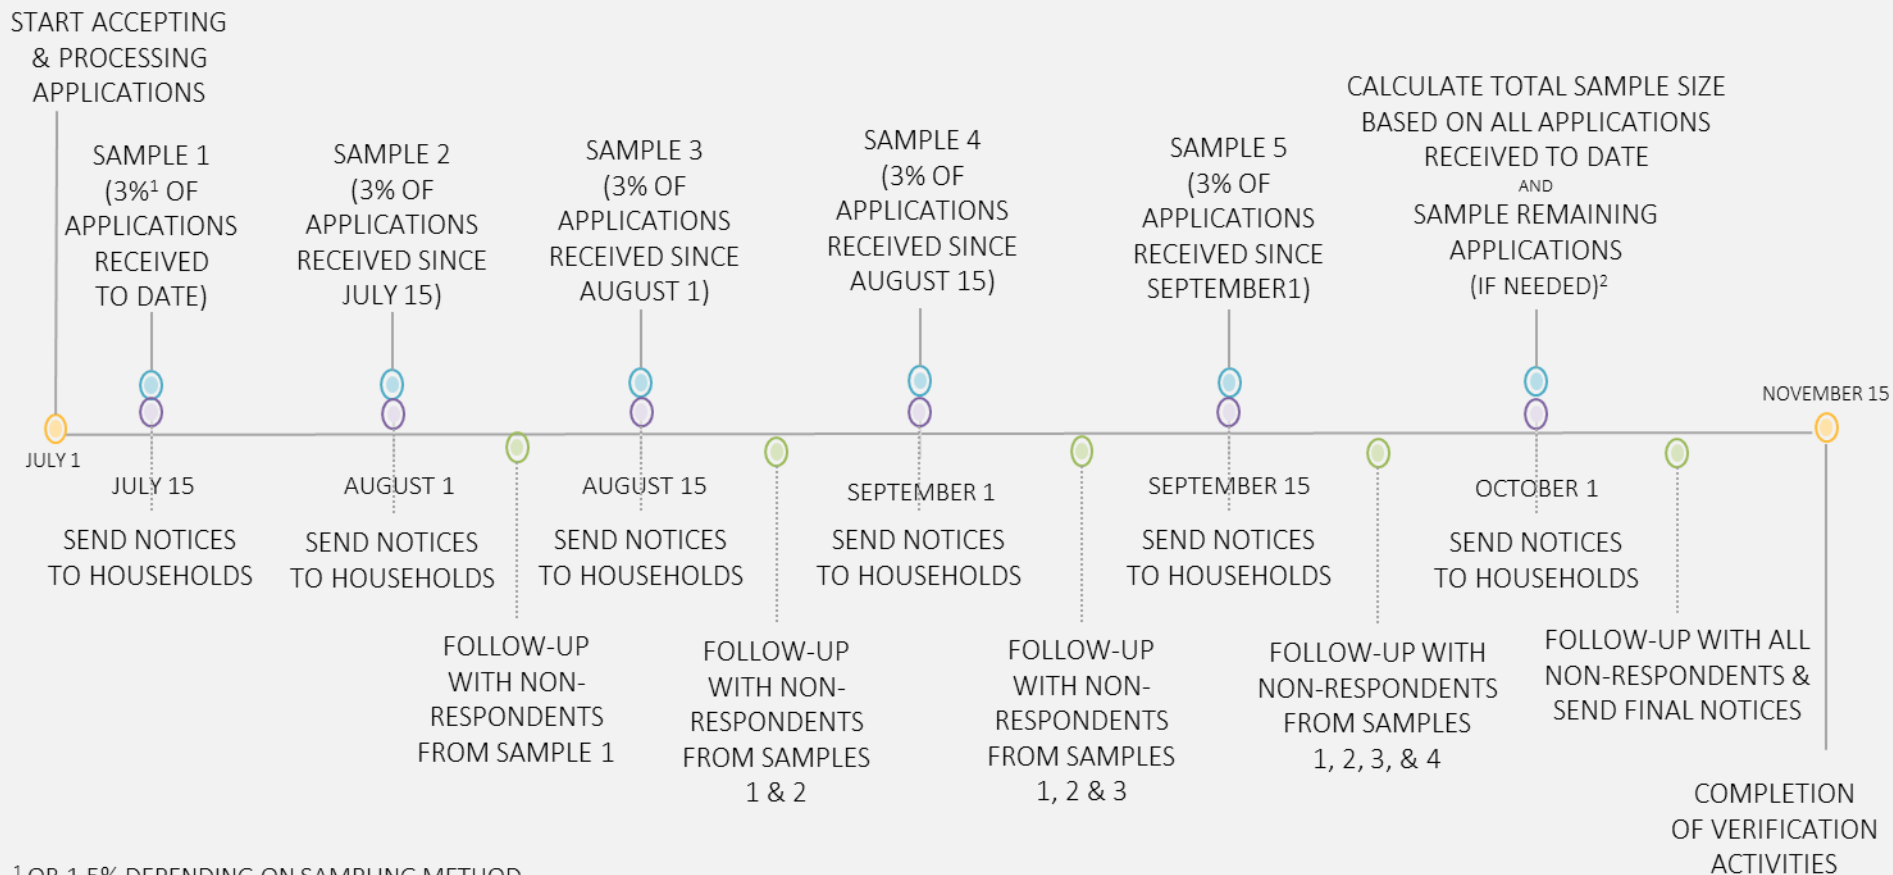 START ACCEPTING
& PROCESSING
APPLICATIONS
SAMPLE 1
(3%¹ OF
APPLICATIONS
RECEIVED
TO DATE)
SAMPLE 2
(3% OF
APPLICATIONS
RECEIVED SINCE
JULY 15)
SAMPLE 3
(3% OF
APPLICATIONS
RECEIVED SINCE
AUGUST 1)
SAMPLE 4
(3% OF
APPLICATIONS
RECEIVED SINCE
AUGUST 15)
SAMPLE 5
(3% OF
APPLICATIONS
RECEIVED SINCE
SEPTEMBER1)
CALCULATE TOTAL SAMPLE SIZE
BASED ON ALL APPLICATIONS
RECEIVED TO DATE
AND
SAMPLE REMAINING
APPLICATIONS
(IF NEEDED)²
NOVEMBER 15
JULY 1
JULY 15
SEND NOTICES
TO HOUSEHOLDS
AUGUST 1
SEND NOTICES
TO HOUSEHOLDS
AUGUST 15
SEND NOTICES
TO HOUSEHOLDS
SEPTEMBER 1
SEND NOTICES
TO HOUSEHOLDS
SEPTEMBER 15
SEND NOTICES
TO HOUSEHOLDS
OCTOBER 1
SEND NOTICES
TO HOUSEHOLDS
FOLLOW-UP
WITH NON-
RESPONDENTS
FROM SAMPLE 1
FOLLOW-UP
WITH NON-
RESPONDENTS
FROM SAMPLES
1 & 2
FOLLOW-UP
WITH NON-
RESPONDENTS
FROM SAMPLES
1, 2 & 3
FOLLOW-UP WITH
NON-RESPONDENTS
FROM SAMPLES
1, 2, 3, & 4
FOLLOW-UP WITH ALL
NON-RESPONDENTS &
SEND FINAL NOTICES
COMPLETION
OF VERIFICATION
ACTIVITIES
¹ OR 1.5% DEPENDING ON SAMPLING METHOD